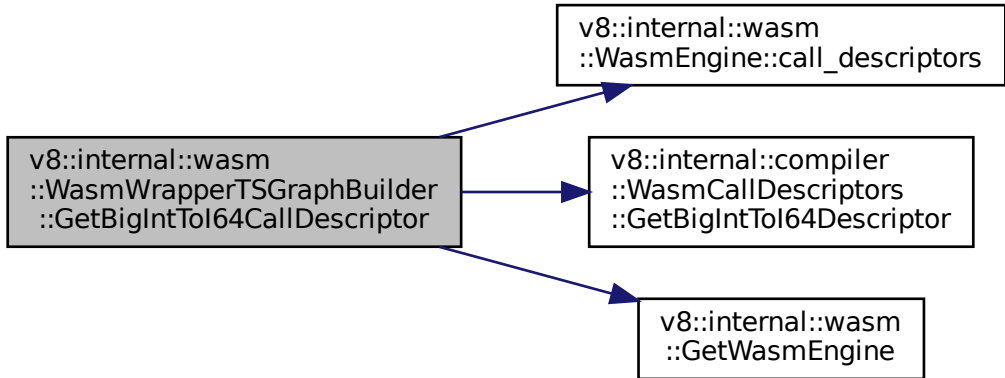 v8::internal::wasm
::WasmWrapperTSGraphBuilder
::GetBigIntToI64CallDescriptor
v8::internal::wasm
::WasmEngine::call_descriptors
v8::internal::compiler
::WasmCallDescriptors
::GetBigIntToI64Descriptor
v8::internal::wasm
::GetWasmEngine